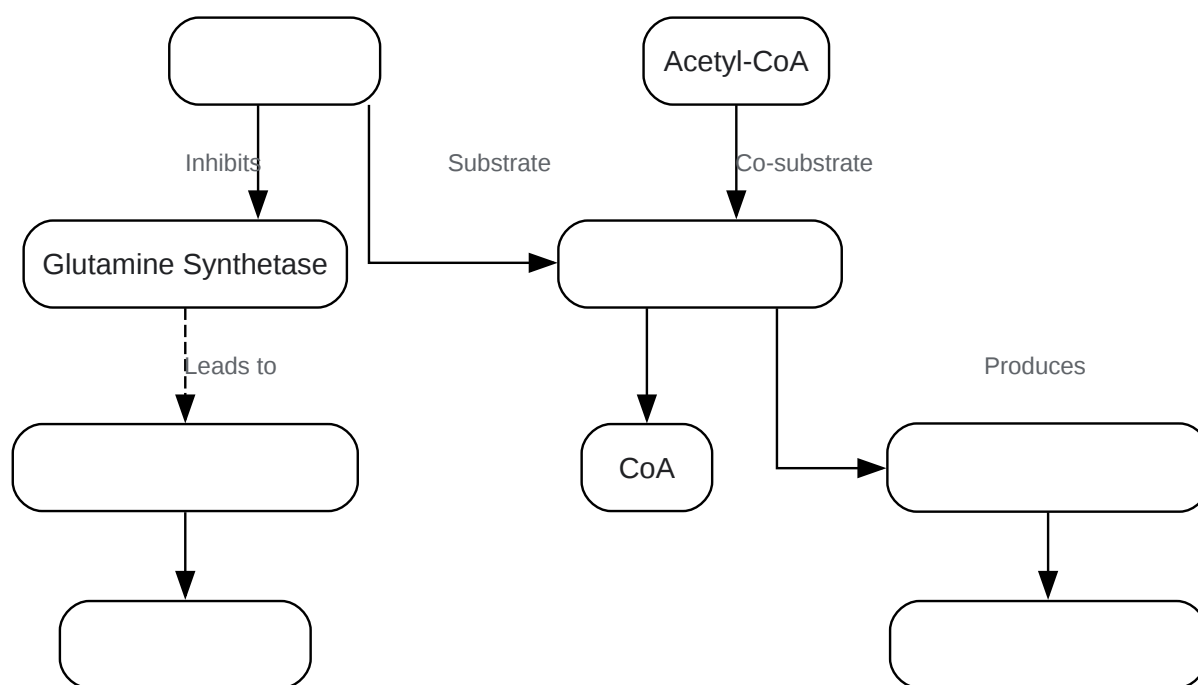 Acetyl-CoA
Inhibits
Substrate
Co-substrate
Glutamine Synthetase
Leads to
Produces
CoA